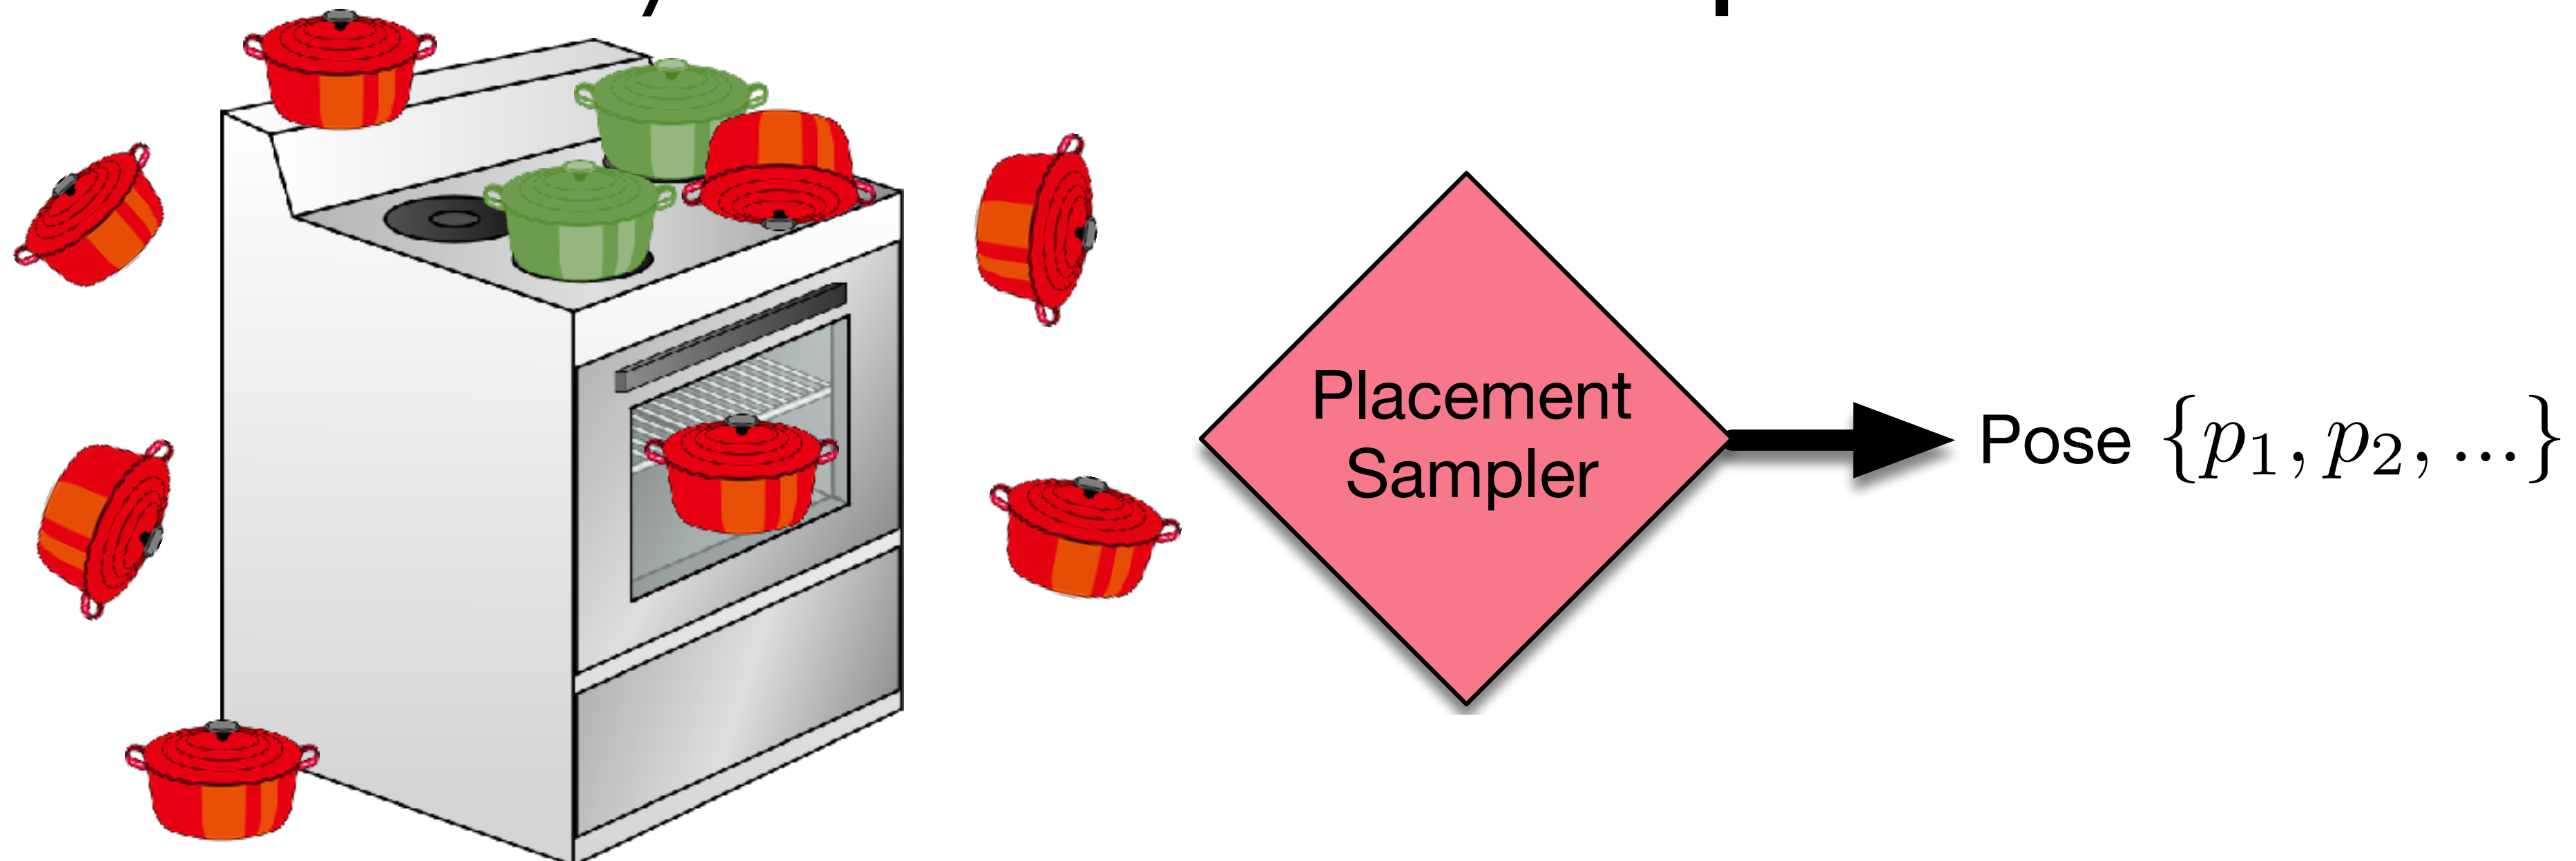 Placement
Sampler
Pose {p₁, p₂, ...}